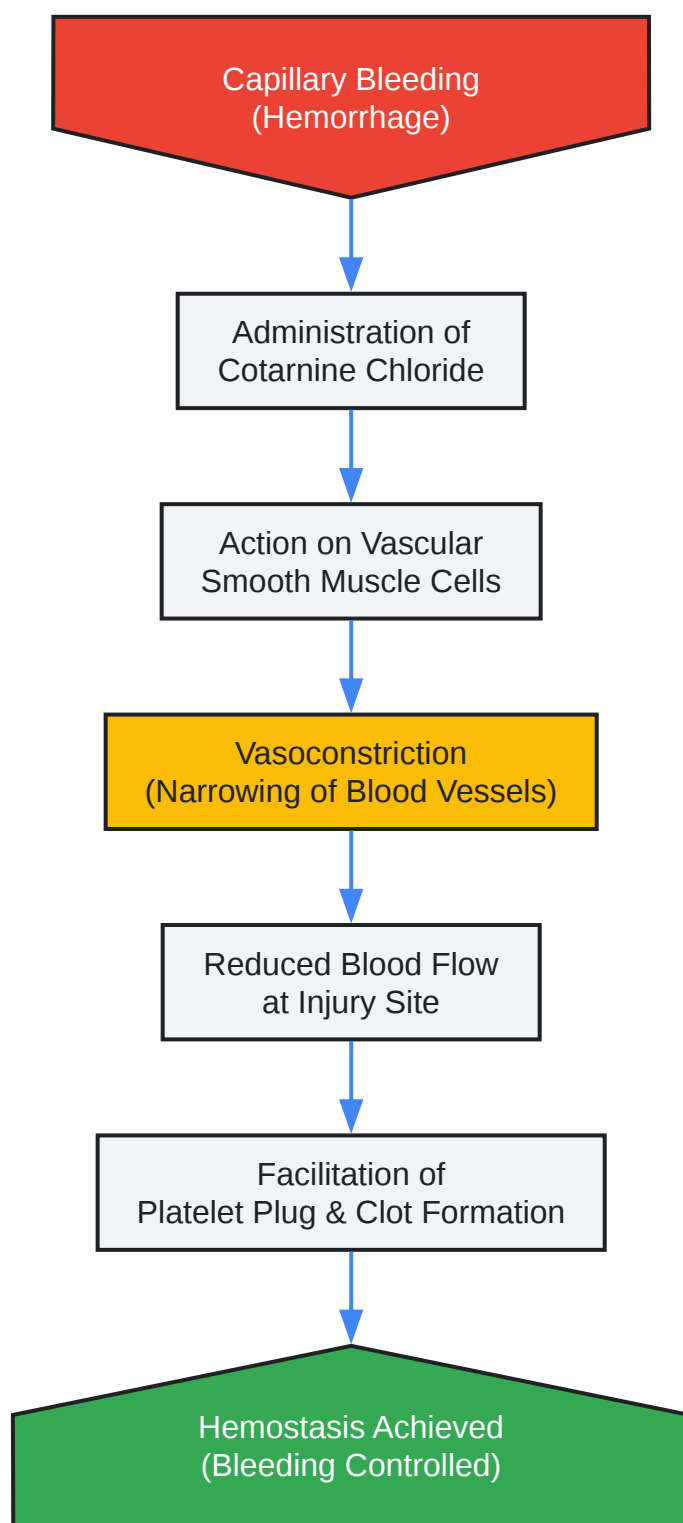 Capillary Bleeding
(Hemorrhage)
Administration of
Cotarnine Chloride
Action on Vascular
Smooth Muscle Cells
Vasoconstriction
(Narrowing of Blood Vessels)
Reduced Blood Flow
at Injury Site
Facilitation of
Platelet Plug & Clot Formation
Hemostasis Achieved
(Bleeding Controlled)